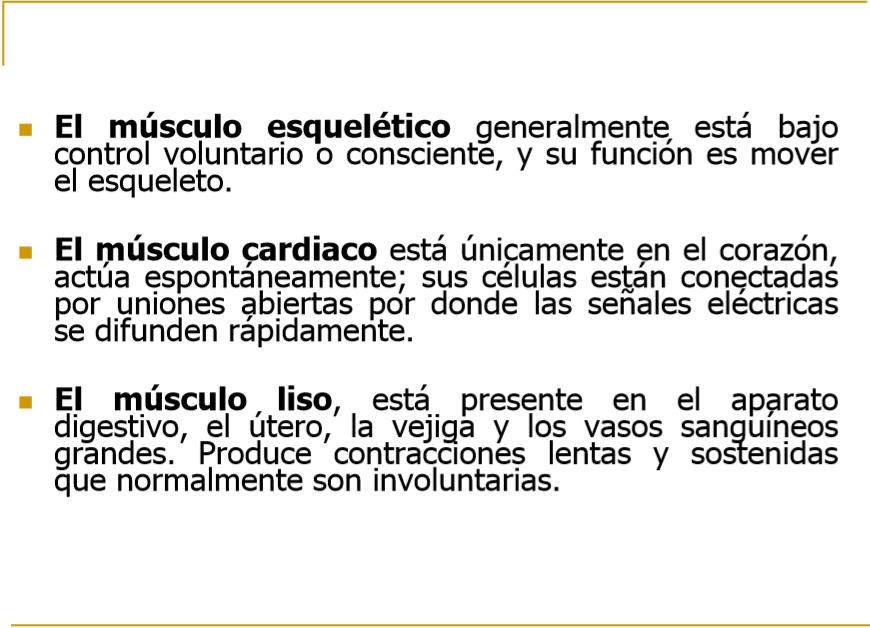 El músculo esquelético generalmente está bajo
control voluntario o consciente, y su función es mover
el esqueleto.
El músculo cardiaco está únicamente en el corazón,
actúa espontáneamente; sus células están conectadas
por uniones abiertas por donde las señales eléctricas
se difunden rápidamente.
El músculo liso, está presente en el aparato
digestivo, el útero, la vejiga y los vasos sanguíneos
grandes. Produce contracciones lentas y sostenidas
que normalmente son involuntarias.